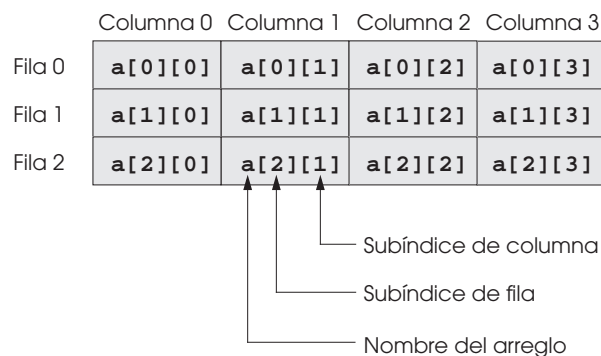 Columna 0 Columna 1 Columna 2 Columna 3
Fila 0 a[0][0] a[0][1] a[0][2] a[0][3]
Fila 1 a[1][0] a[1][1] a[1][2] a[1][3]
Fila 2 a[2][0] a[2][1] a[2][2] a[2][3]
Subíndice de columna
Subíndice de fila
Nombre del arreglo